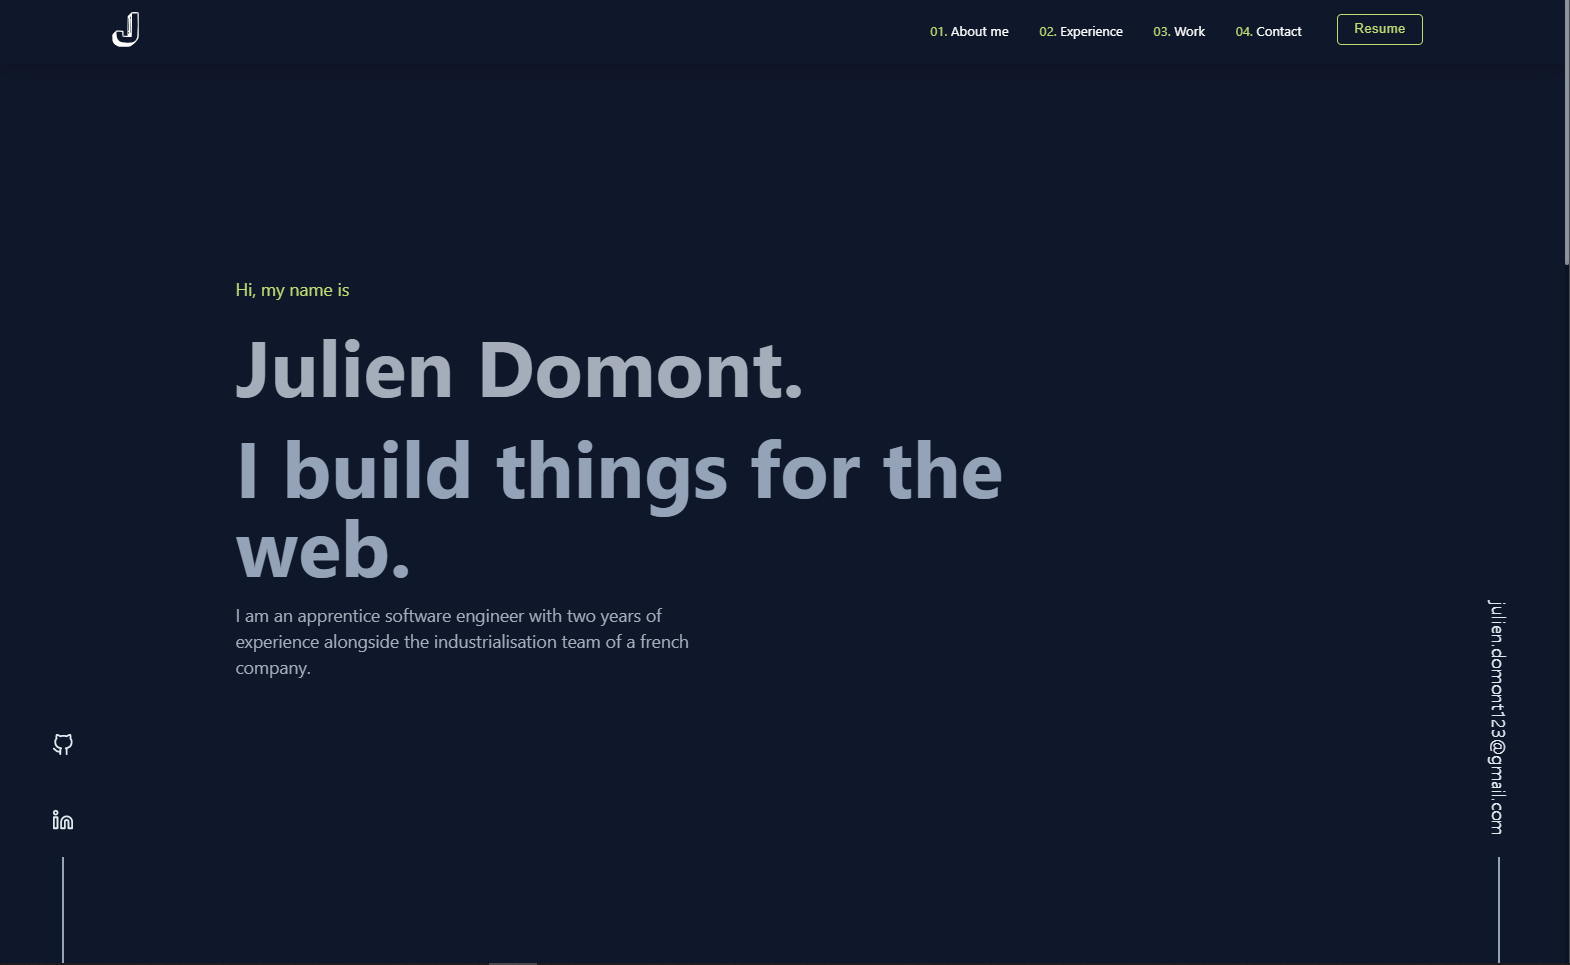 J
01. About me
02. Experience
03. Work
04. Contact
Resume
Hi, my name is
Julien Domont.
I build things for the
web.
I am an apprentice software engineer with two years of
experience alongside the industrialisation team of a french
company.
in
julien.domont123@gmail.com